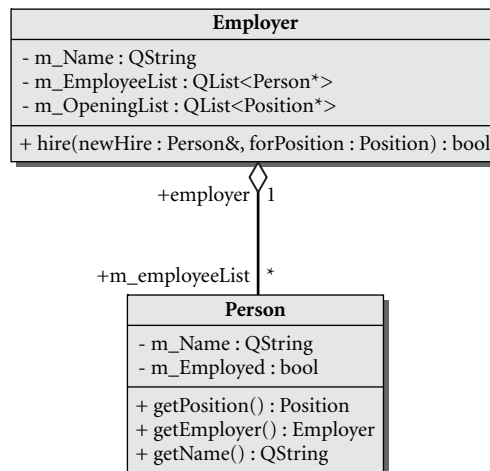 Employer
- m_Name : QString
- m_EmployeeList : QList<Person*>
- m_OpeningList : QList<Position*>
+ hire(newHire : Person&, forPosition : Position) : bool
+employer 1
+m_employeeList *
Person
- m_Name : QString
- m_Employed : bool
+ getPosition() : Position
+ getEmployer() : Employer
+ getName() : QString